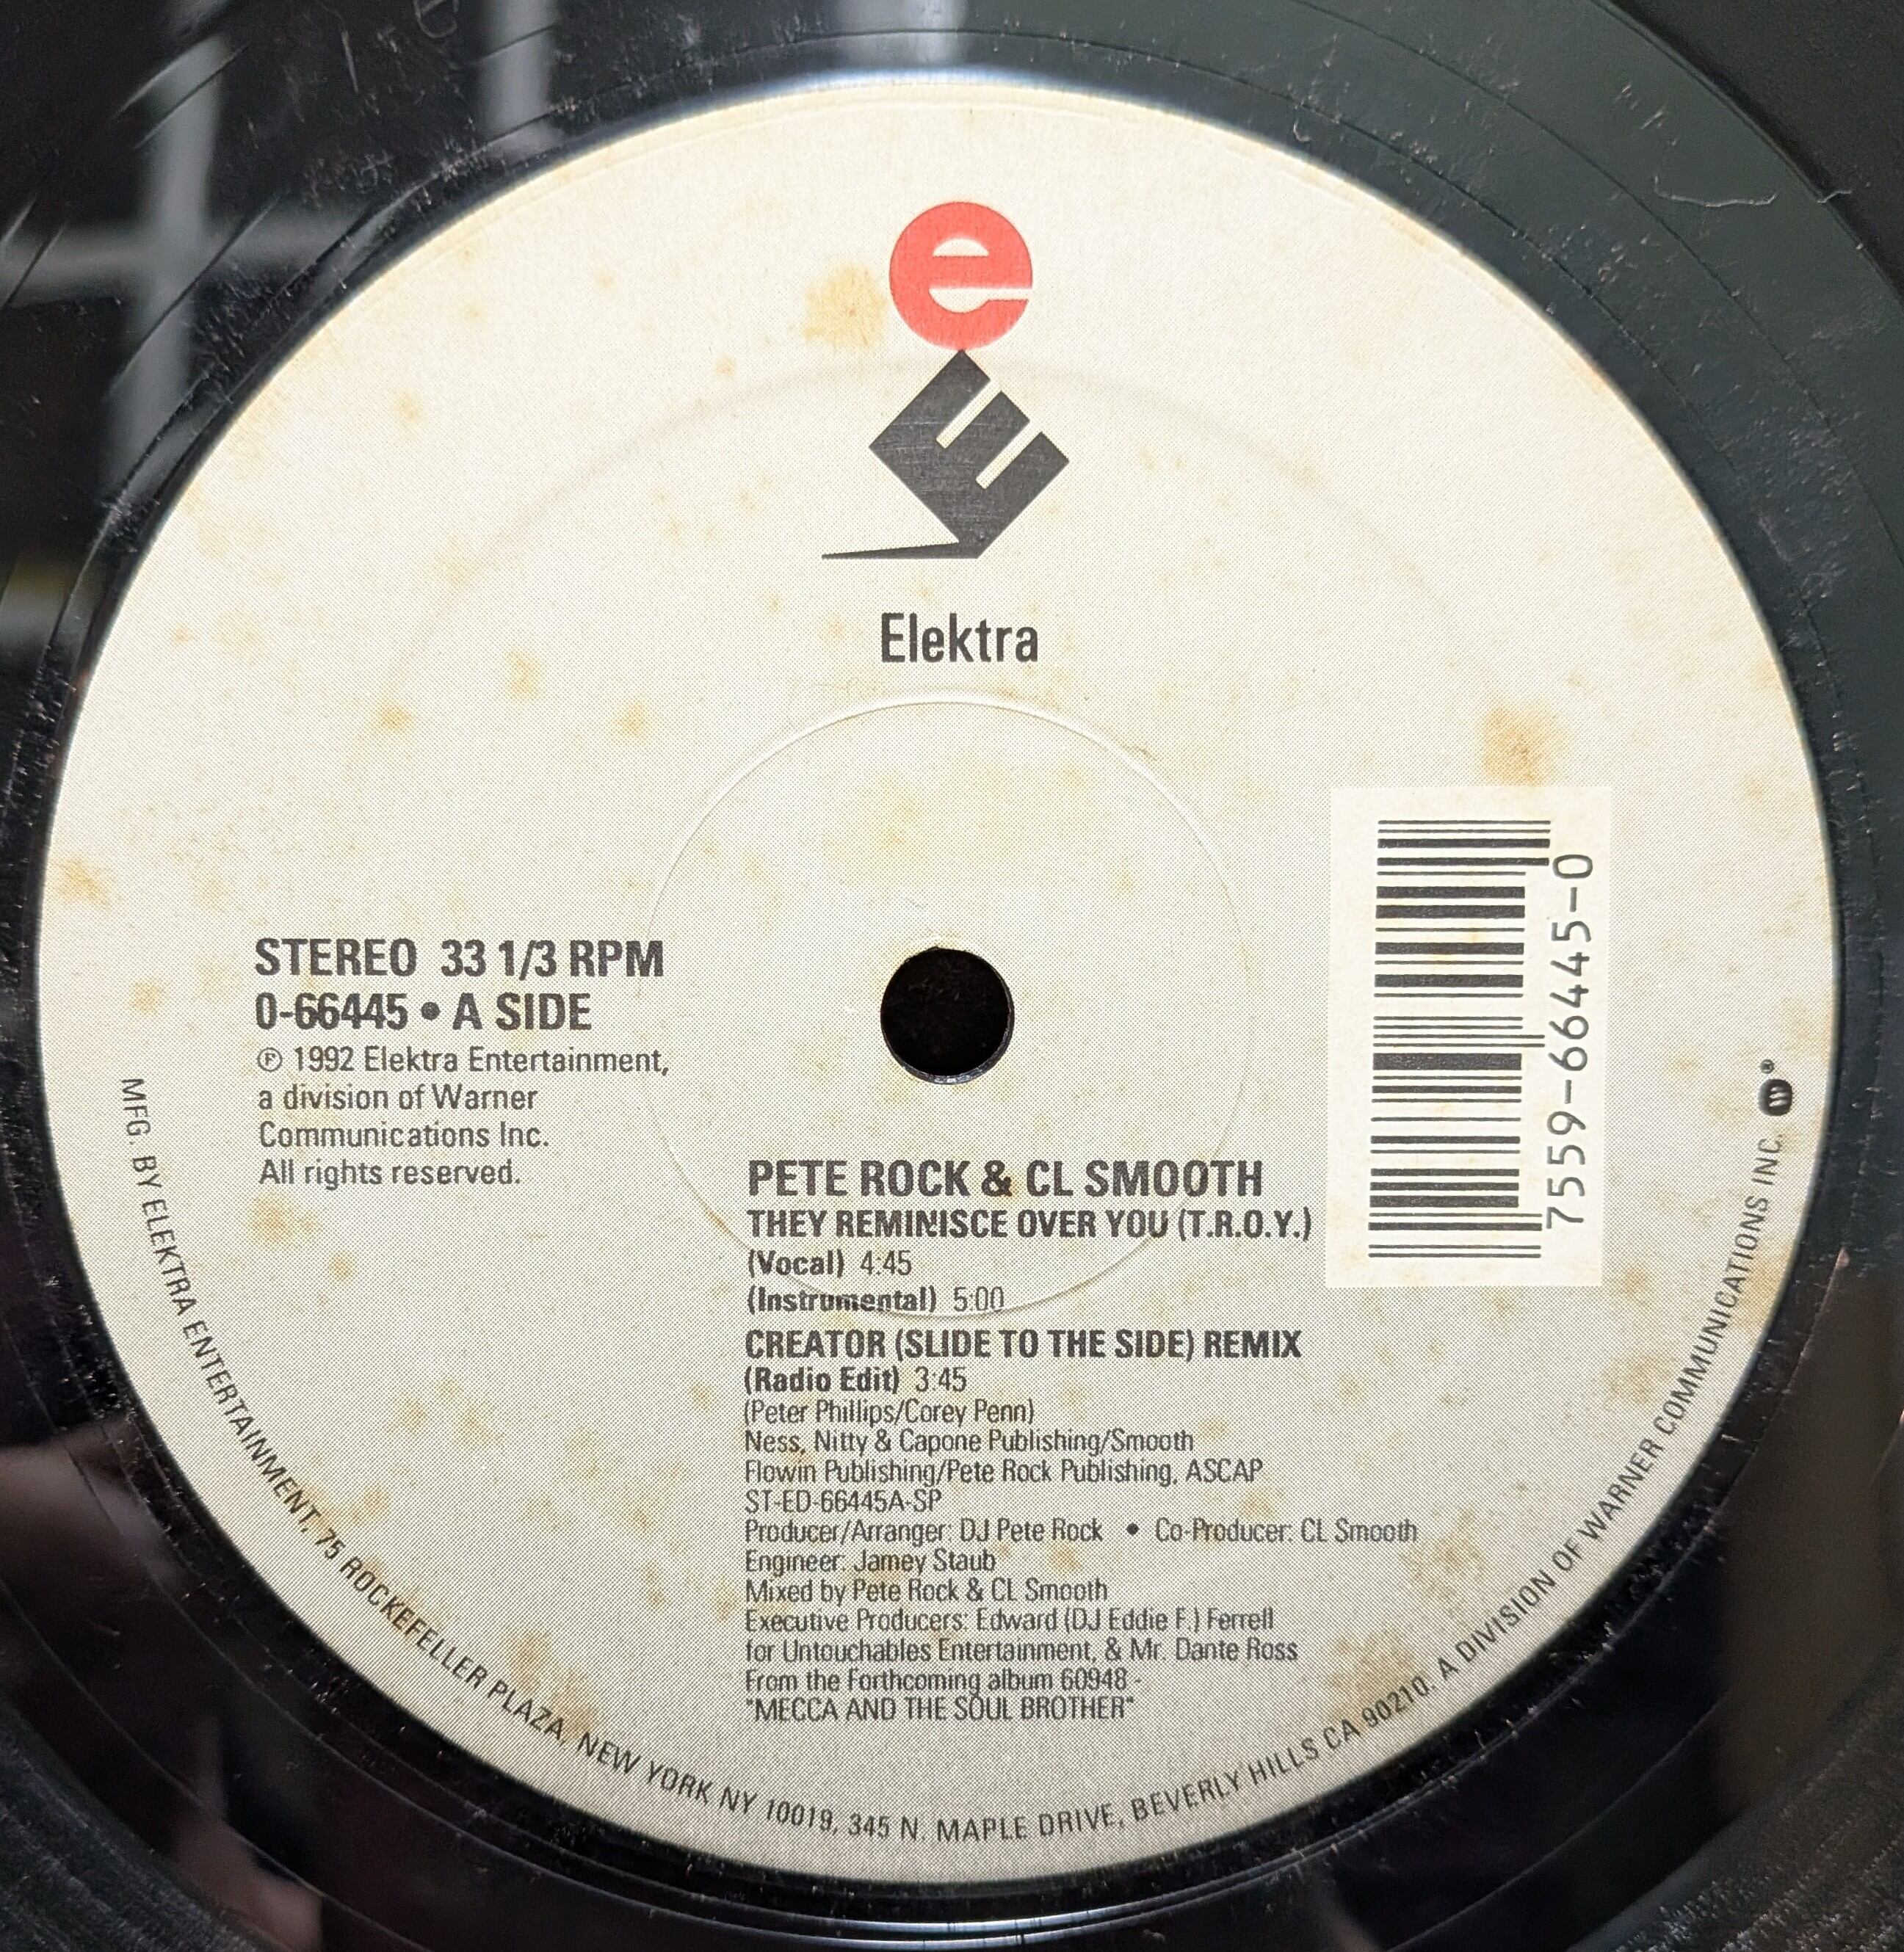 e
E
Elektra
STEREO 33 1/3 RPM
0-66445 • A SIDE
℗ 1992 Elektra Entertainment,
a division of Warner
Communications Inc.
All rights reserved.
7559-66445-0
PETE ROCK & CL SMOOTH
THEY REMINISCE OVER YOU (T.R.O.Y.)
(Vocal) 4:45
(Instrumental) 5:00
CREATOR (SLIDE TO THE SIDE) REMIX
(Radio Edit) 3:45
(Peter Phillips/Corey Penn)
Ness, Nitty & Capone Publishing/Smooth
Flowin Publishing/Pete Rock Publishing, ASCAP
ST-ED-66445A-SP
Producer/Arranger: DJ Pete Rock • Co-Producer: CL Smooth
Engineer: Jamey Staub
Mixed by Pete Rock & CL Smooth
Executive Producers: Edward (DJ Eddie F.) Ferrell
for Untouchables Entertainment, & Mr. Dante Ross
From the Forthcoming album 60948 -
"MECCA AND THE SOUL BROTHER"
MFG. BY ELEKTRA ENTERTAINMENT, 75 ROCKEFELLER PLAZA, NEW YORK NY 10019, 345 N. MAPLE DRIVE, BEVERLY HILLS CA 90210. A DIVISION OF WARNER COMMUNICATIONS INC. ®